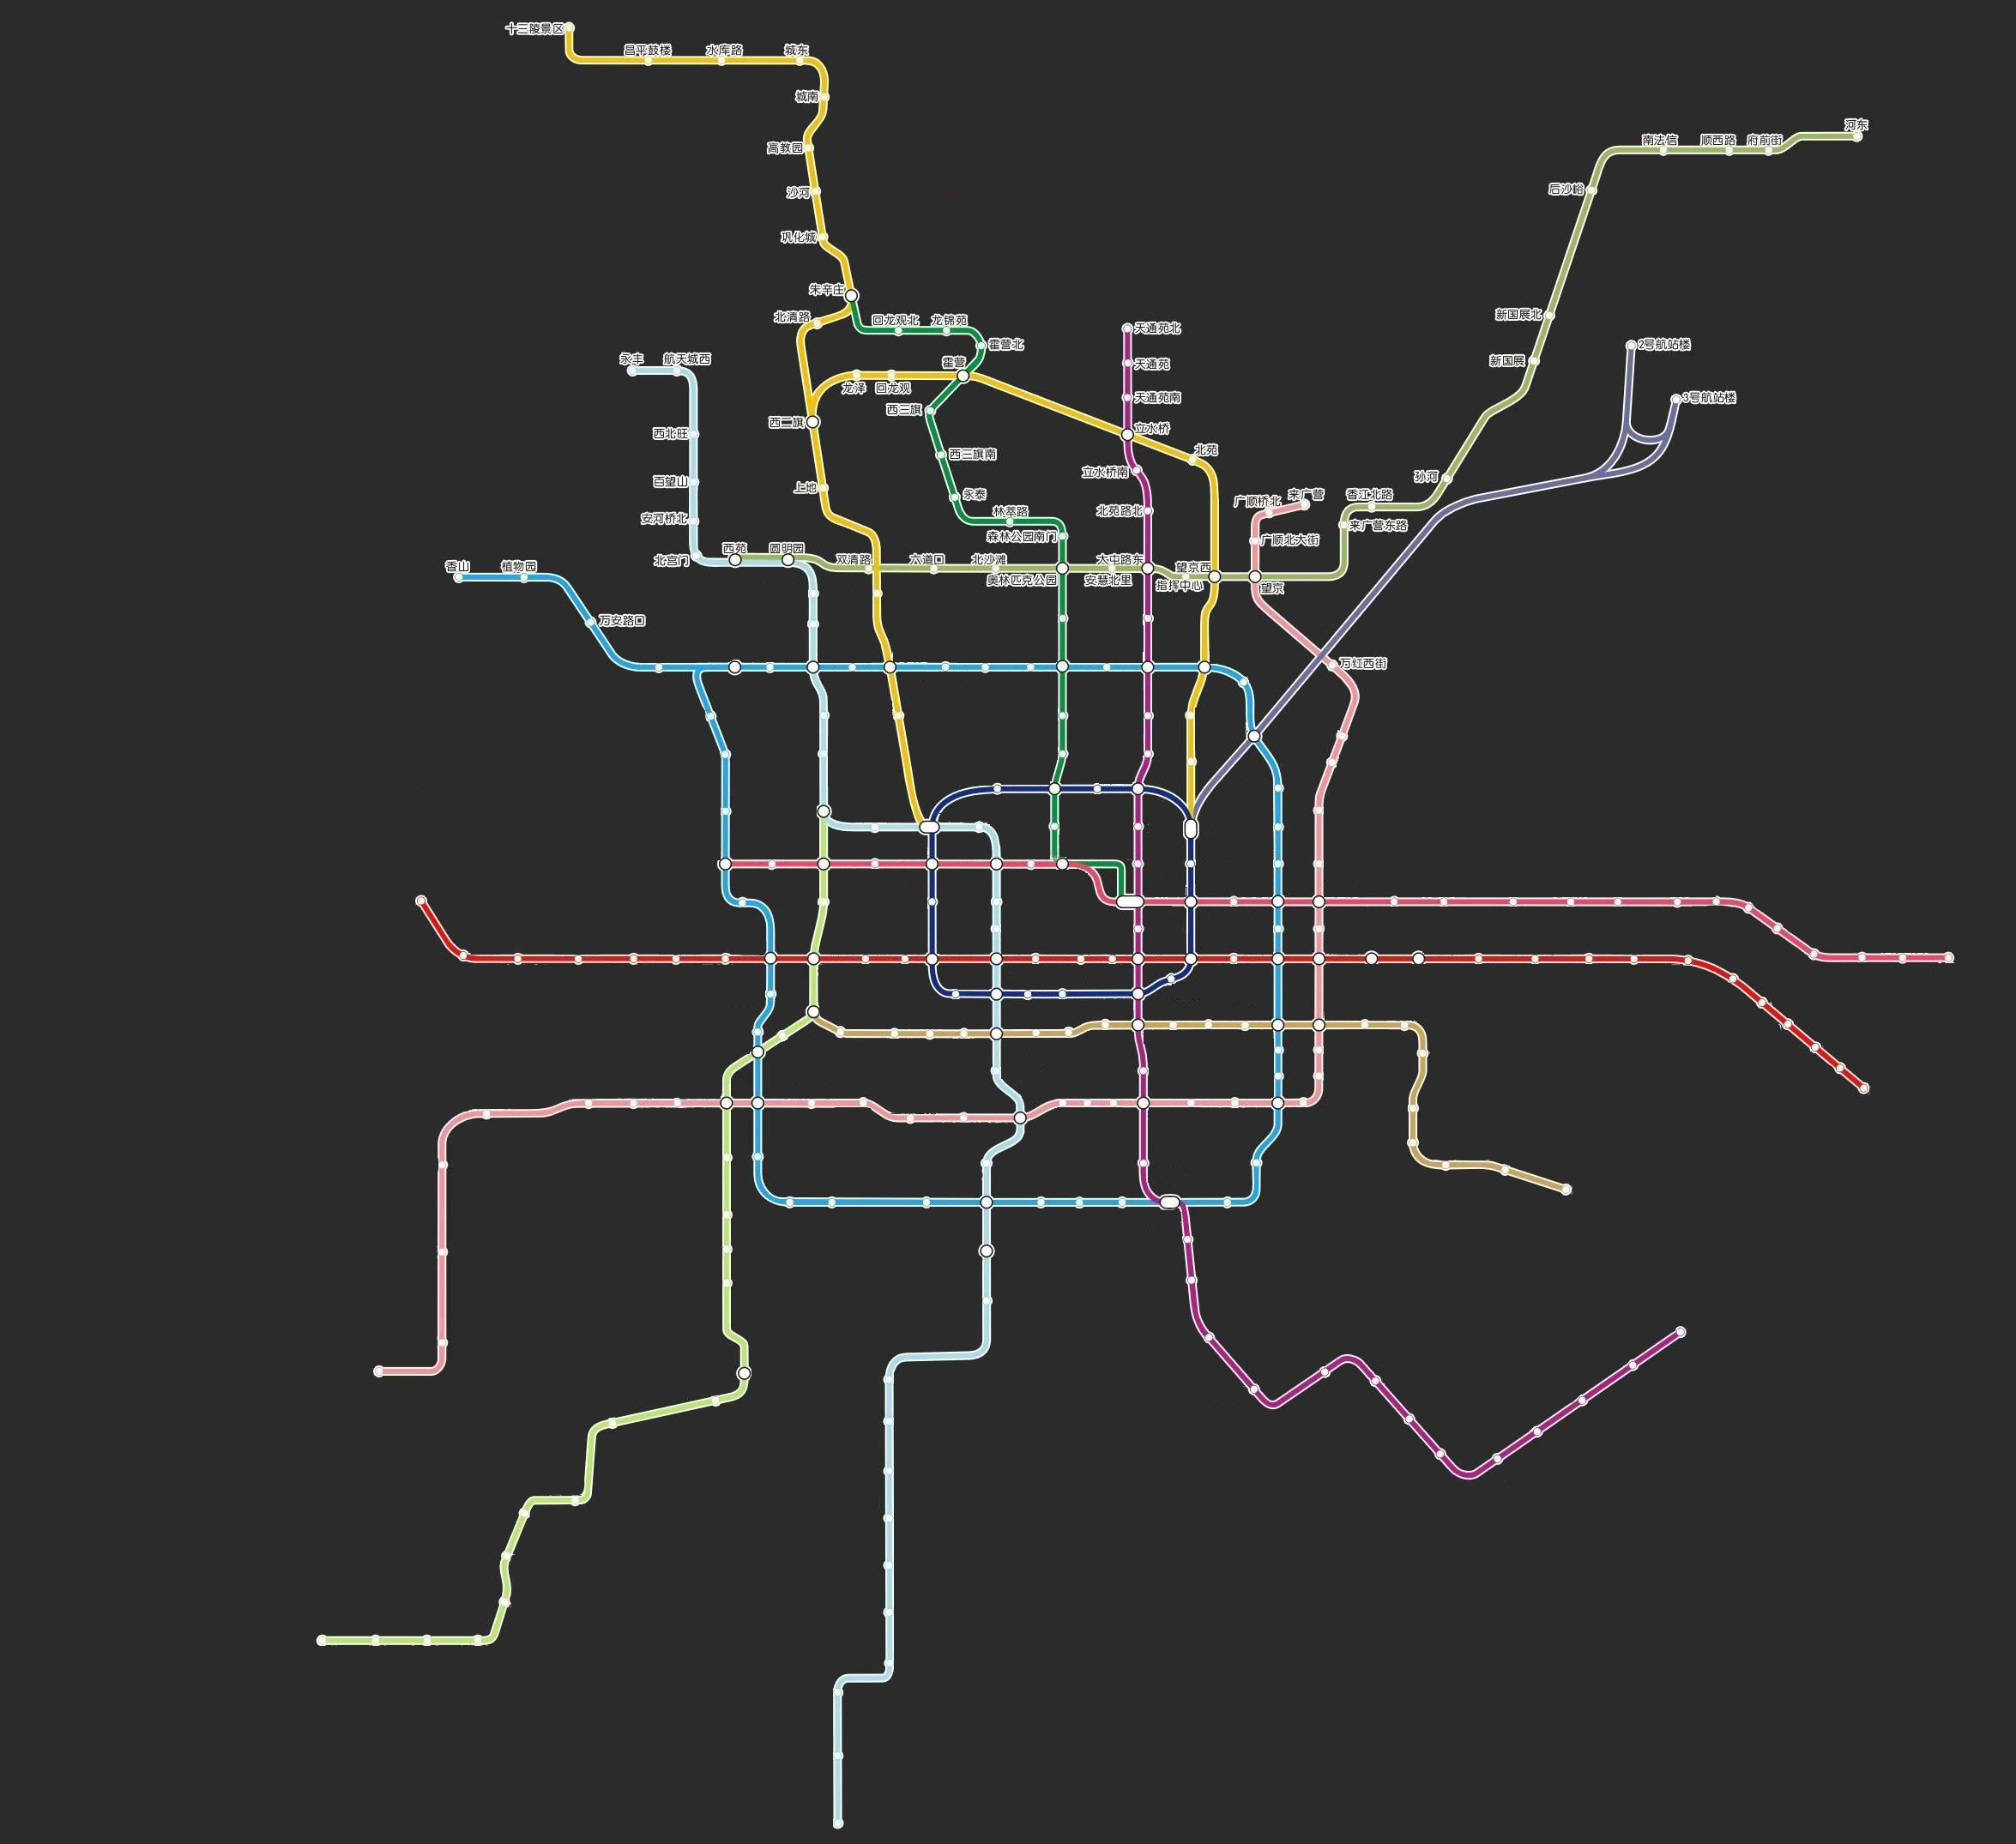 十三陵景区
昌平鼓楼
水库路
城东
城南
河东
南法信
顺西路
府前街
高教园
后沙峪
沙河
巩化城
朱辛庄
北清路
回龙观北
龙锦苑
新国展北
天通苑北
霍营北
2号航站楼
永丰
航天城西
霍营
天通苑
新国展
龙泽
回龙观
天通苑南
3号航站楼
西三旗
西二旗
立水桥
西北旺
西三旗南
北苑
立水桥南
孙河
百望山
上地
永泰
广顺桥北
来广营
香江北路
安河桥北
林萃路
北苑路北
来广营东路
森林公园南门
广顺北大街
西苑
圆明园
北宫门
双清路
六道口
北沙滩
大屯路东
香山
植物园
望京西
奥林匹克公园
安慧北里
指挥中心
望京
万安路口
万红西街